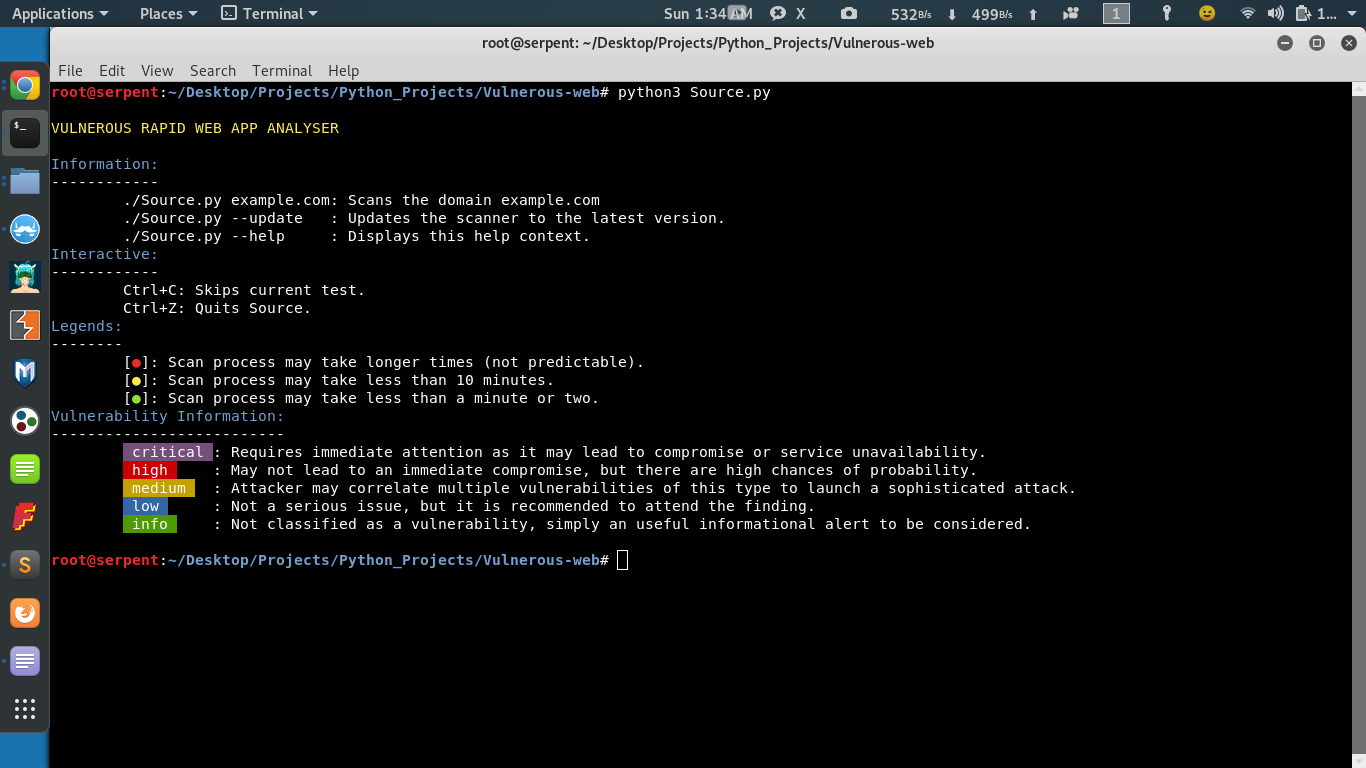 Applications Places Terminal Sun 1:34 AM X 532B/s 499B/s 1 1...
root@serpent: ~/Desktop/Projects/Python_Projects/Vulnerous-web
File Edit View Search Terminal Help
root@serpent:~/Desktop/Projects/Python_Projects/Vulnerous-web# python3 Source.py
VULNEROUS RAPID WEB APP ANALYSER
Information:
------------
./Source.py example.com: Scans the domain example.com
./Source.py --update   : Updates the scanner to the latest version.
./Source.py --help     : Displays this help context.
Interactive:
------------
Ctrl+C: Skips current test.
Ctrl+Z: Quits Source.
Legends:
--------
[●]: Scan process may take longer times (not predictable).
[●]: Scan process may take less than 10 minutes.
[●]: Scan process may take less than a minute or two.
Vulnerability Information:
--------------------------
critical : Requires immediate attention as it may lead to compromise or service unavailability.
high     : May not lead to an immediate compromise, but there are high chances of probability.
medium   : Attacker may correlate multiple vulnerabilities of this type to launch a sophisticated attack.
low      : Not a serious issue, but it is recommended to attend the finding.
info     : Not classified as a vulnerability, simply an useful informational alert to be considered.
root@serpent:~/Desktop/Projects/Python_Projects/Vulnerous-web#